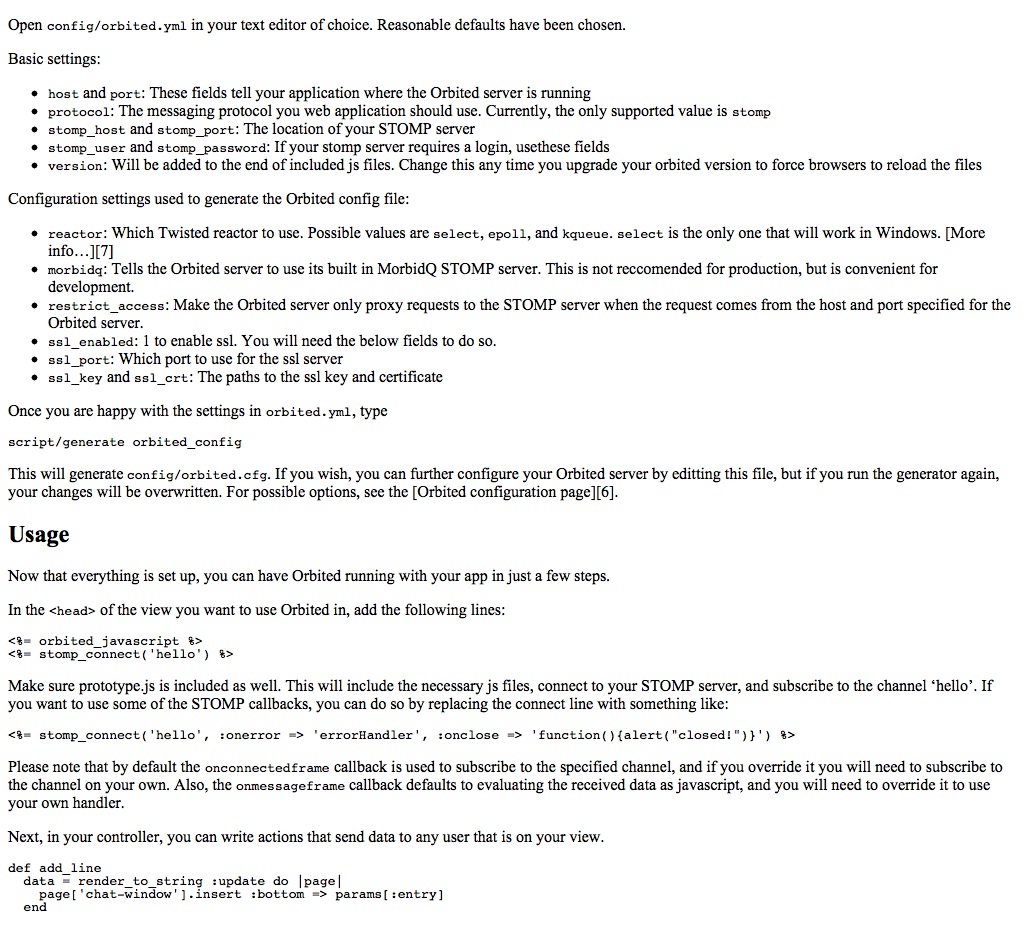 Open config/orbited.yml in your text editor of choice. Reasonable defaults have been chosen.
Basic settings:
• host and port: These fields tell your application where the Orbited server is running
• protocol: The messaging protocol you web application should use. Currently, the only supported value is stomp
• stomp_host and stomp_port: The location of your STOMP server
• stomp_user and stomp_password: If your stomp server requires a login, usethese fields
• version: Will be added to the end of included js files. Change this any time you upgrade your orbited version to force browsers to reload the files
Configuration settings used to generate the Orbited config file:
• reactor: Which Twisted reactor to use. Possible values are select, epoll, and kqueue. select is the only one that will work in Windows. [More
info…][7]
• morbidq: Tells the Orbited server to use its built in MorbidQ STOMP server. This is not reccomended for production, but is convenient for
development.
• restrict_access: Make the Orbited server only proxy requests to the STOMP server when the request comes from the host and port specified for the
Orbited server.
• ssl_enabled: 1 to enable ssl. You will need the below fields to do so.
• ssl_port: Which port to use for the ssl server
• ssl_key and ssl_crt: The paths to the ssl key and certificate
Once you are happy with the settings in orbited.yml, type
script/generate orbited_config
This will generate config/orbited.cfg. If you wish, you can further configure your Orbited server by editting this file, but if you run the generator again,
your changes will be overwritten. For possible options, see the [Orbited configuration page][6].
Usage
Now that everything is set up, you can have Orbited running with your app in just a few steps.
In the <head> of the view you want to use Orbited in, add the following lines:
<%= orbited_javascript %>
<%= stomp_connect('hello') %>
Make sure prototype.js is included as well. This will include the necessary js files, connect to your STOMP server, and subscribe to the channel ‘hello’. If
you want to use some of the STOMP callbacks, you can do so by replacing the connect line with something like:
<%= stomp_connect('hello', :onerror => 'errorHandler', :onclose => 'function(){alert("closed!")}') %>
Please note that by default the onconnectedframe callback is used to subscribe to the specified channel, and if you override it you will need to subscribe to
the channel on your own. Also, the onmessageframe callback defaults to evaluating the received data as javascript, and you will need to override it to use
your own handler.
Next, in your controller, you can write actions that send data to any user that is on your view.
def add_line
  data = render_to_string :update do |page|
    page['chat-window'].insert :bottom => params[:entry]
  end